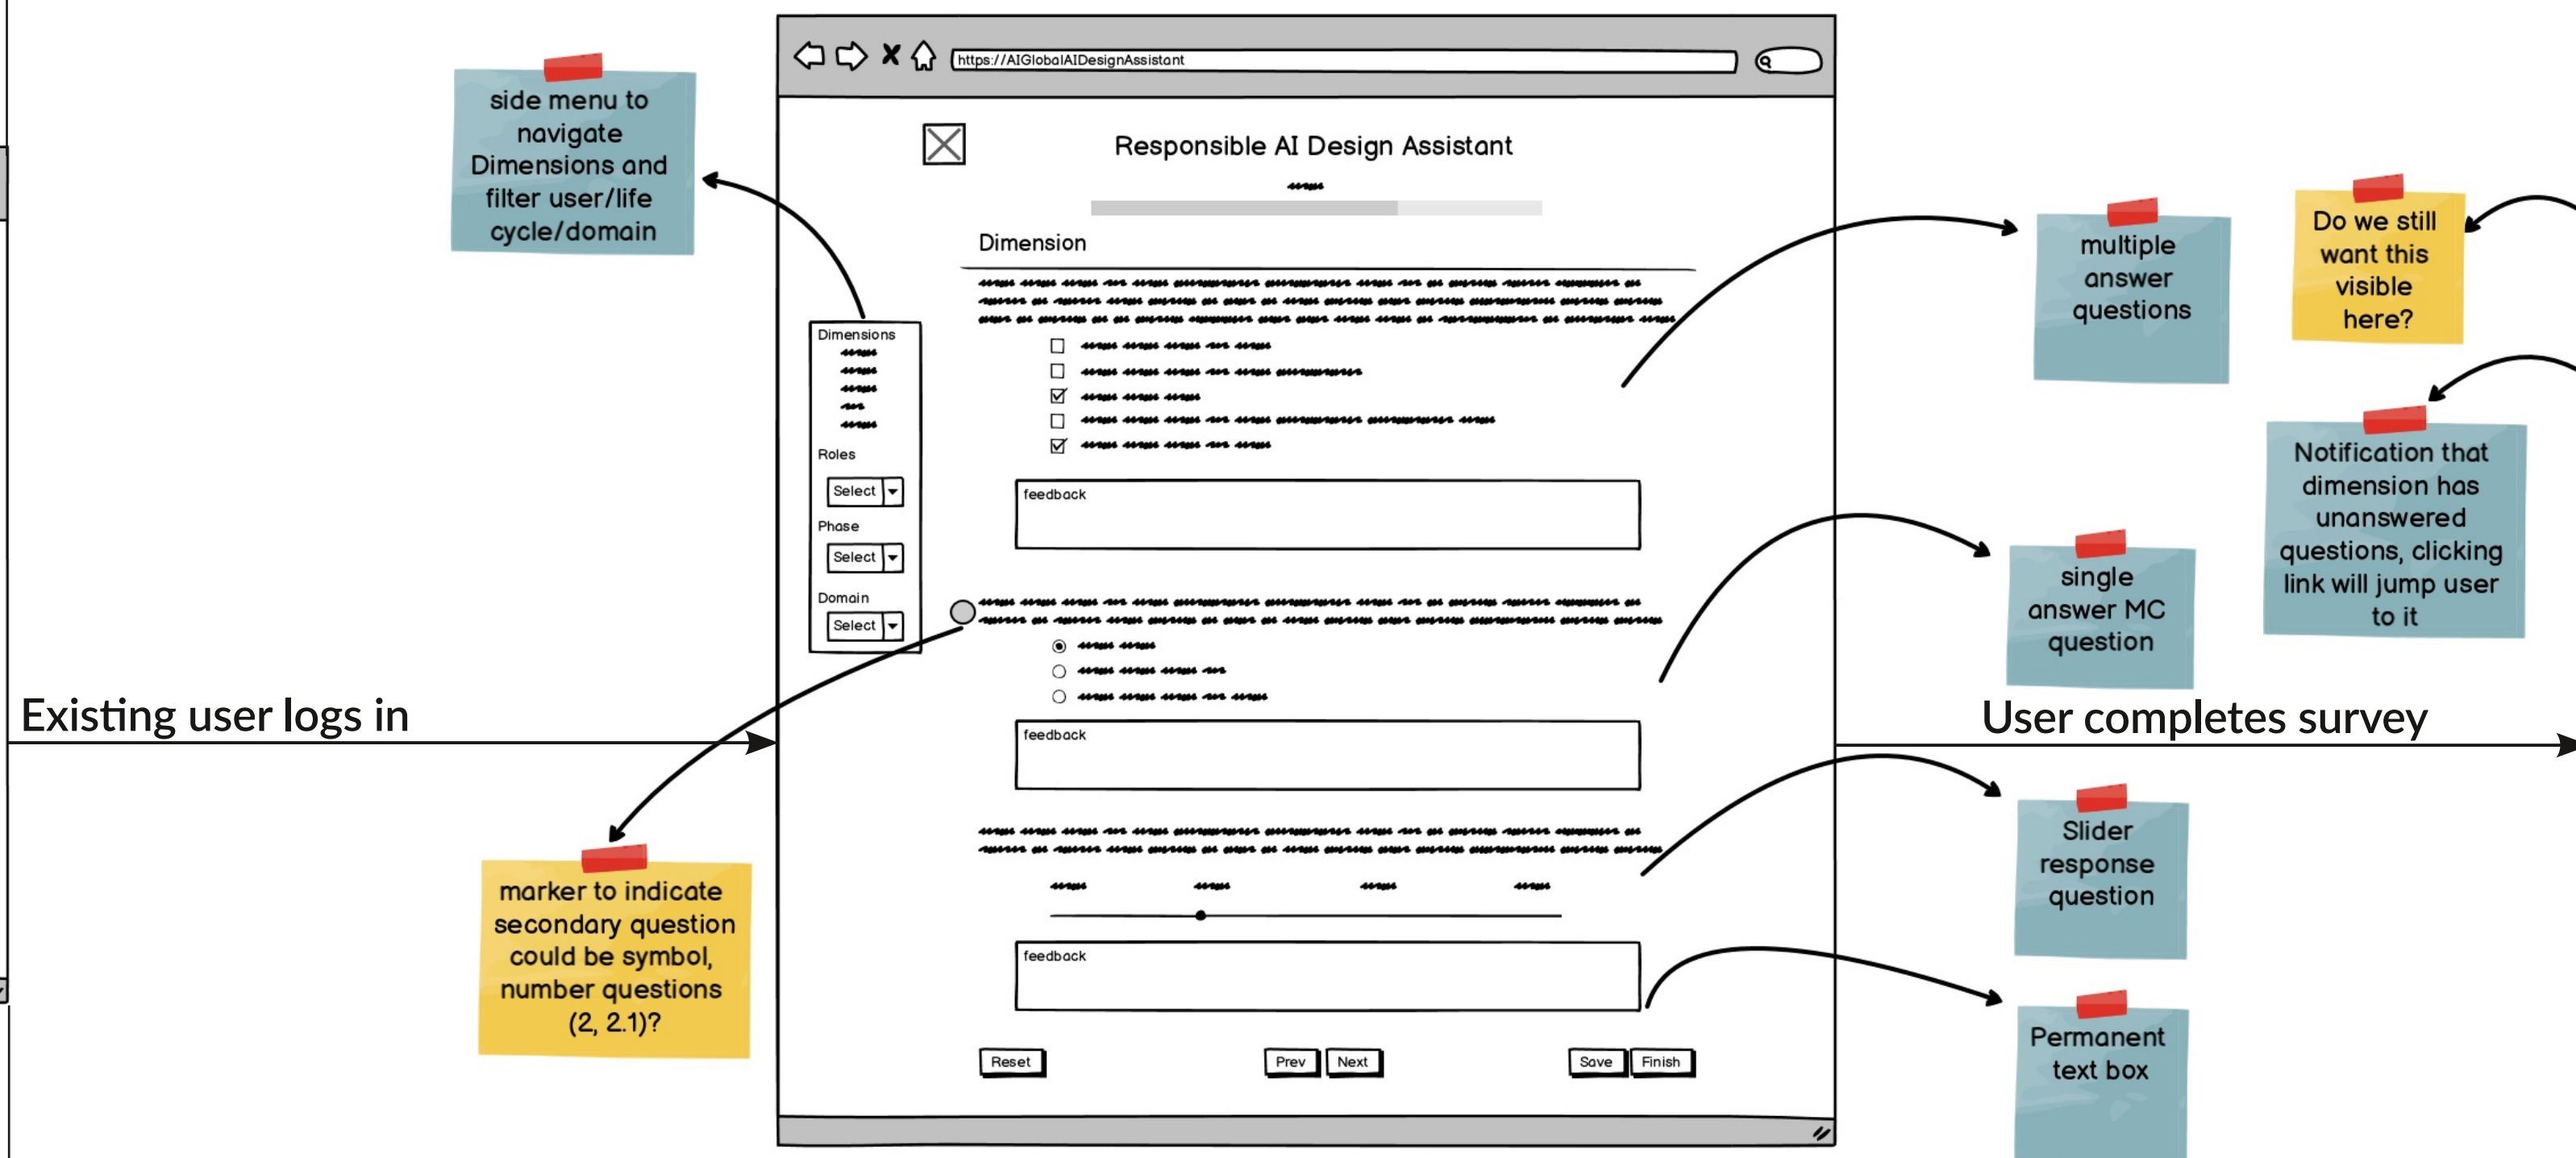 https://AIGlobalAIDesignAssistant
side menu to
navigate
Dimensions and
filter user/life
cycle/domain
Responsible AI Design Assistant
Dimension
Dimensions
Roles
Select
Phase
Select
Domain
Select
feedback
feedback
feedback
Reset
Prev
Next
Save
Finish
Existing user logs in
marker to indicate
secondary question
could be symbol,
number questions
(2, 2.1)?
multiple
answer
questions
Do we still
want this
visible
here?
Notification that
dimension has
unanswered
questions, clicking
link will jump user
to it
single
answer MC
question
User completes survey
Slider
response
question
Permanent
text box